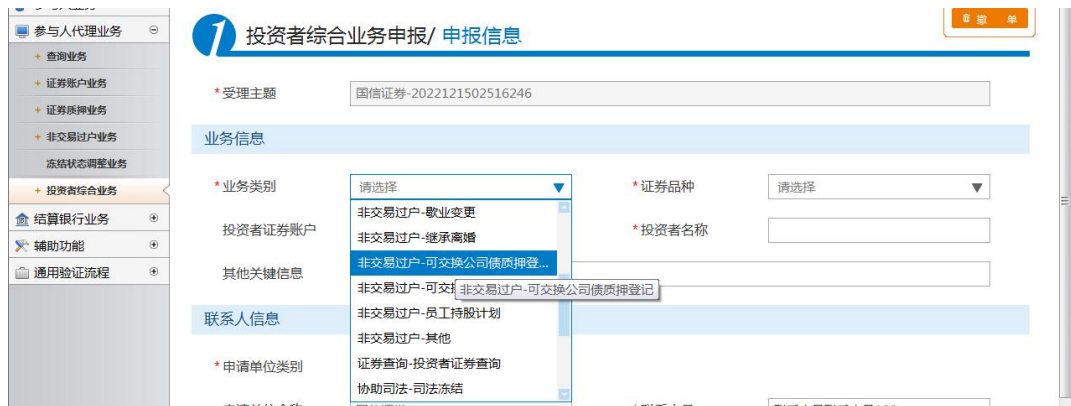 撤 单
参与人代理业务
查询业务
证券账户业务
证券质押业务
非交易过户业务
冻结状态调整业务
投资者综合业务
结算银行业务
辅助功能
通用验证流程
1 投资者综合业务申报/ 申报信息
*受理主题 国信证券-2022121502516246
业务信息
*业务类别 请选择 *证券品种 请选择
投资者证券账户 *投资者名称
其他关键信息
非交易过户-歇业变更
非交易过户-继承离婚
非交易过户-可交换公司债质押登...
非交易过户-可交
非交易过户-可交换公司债质押登记
非交易过户-员工持股计划
非交易过户-其他
证券查询-投资者证券查询
协助司法-司法冻结
联系人信息
*申请单位类别